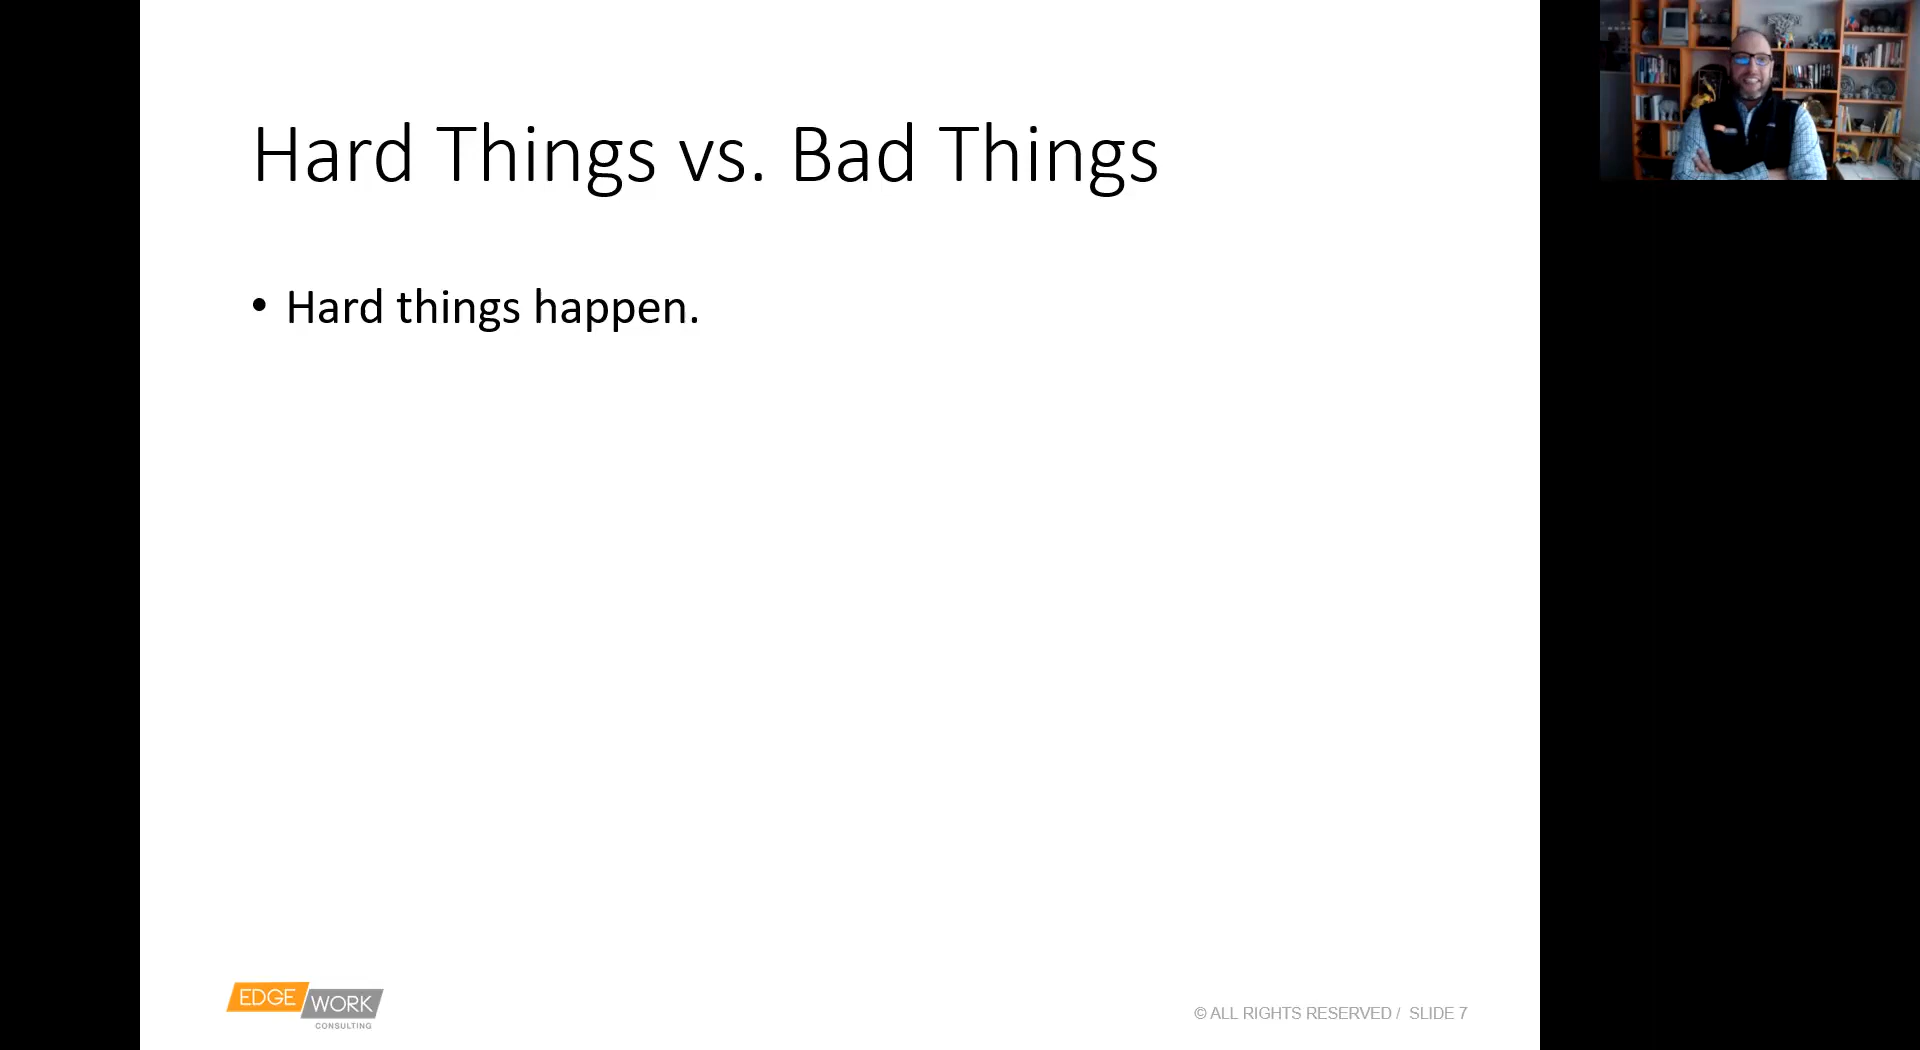 Hard Things vs. Bad Things
• Hard things happen.
EDGE WORK
CONSULTING
© ALL RIGHTS RESERVED / SLIDE 7